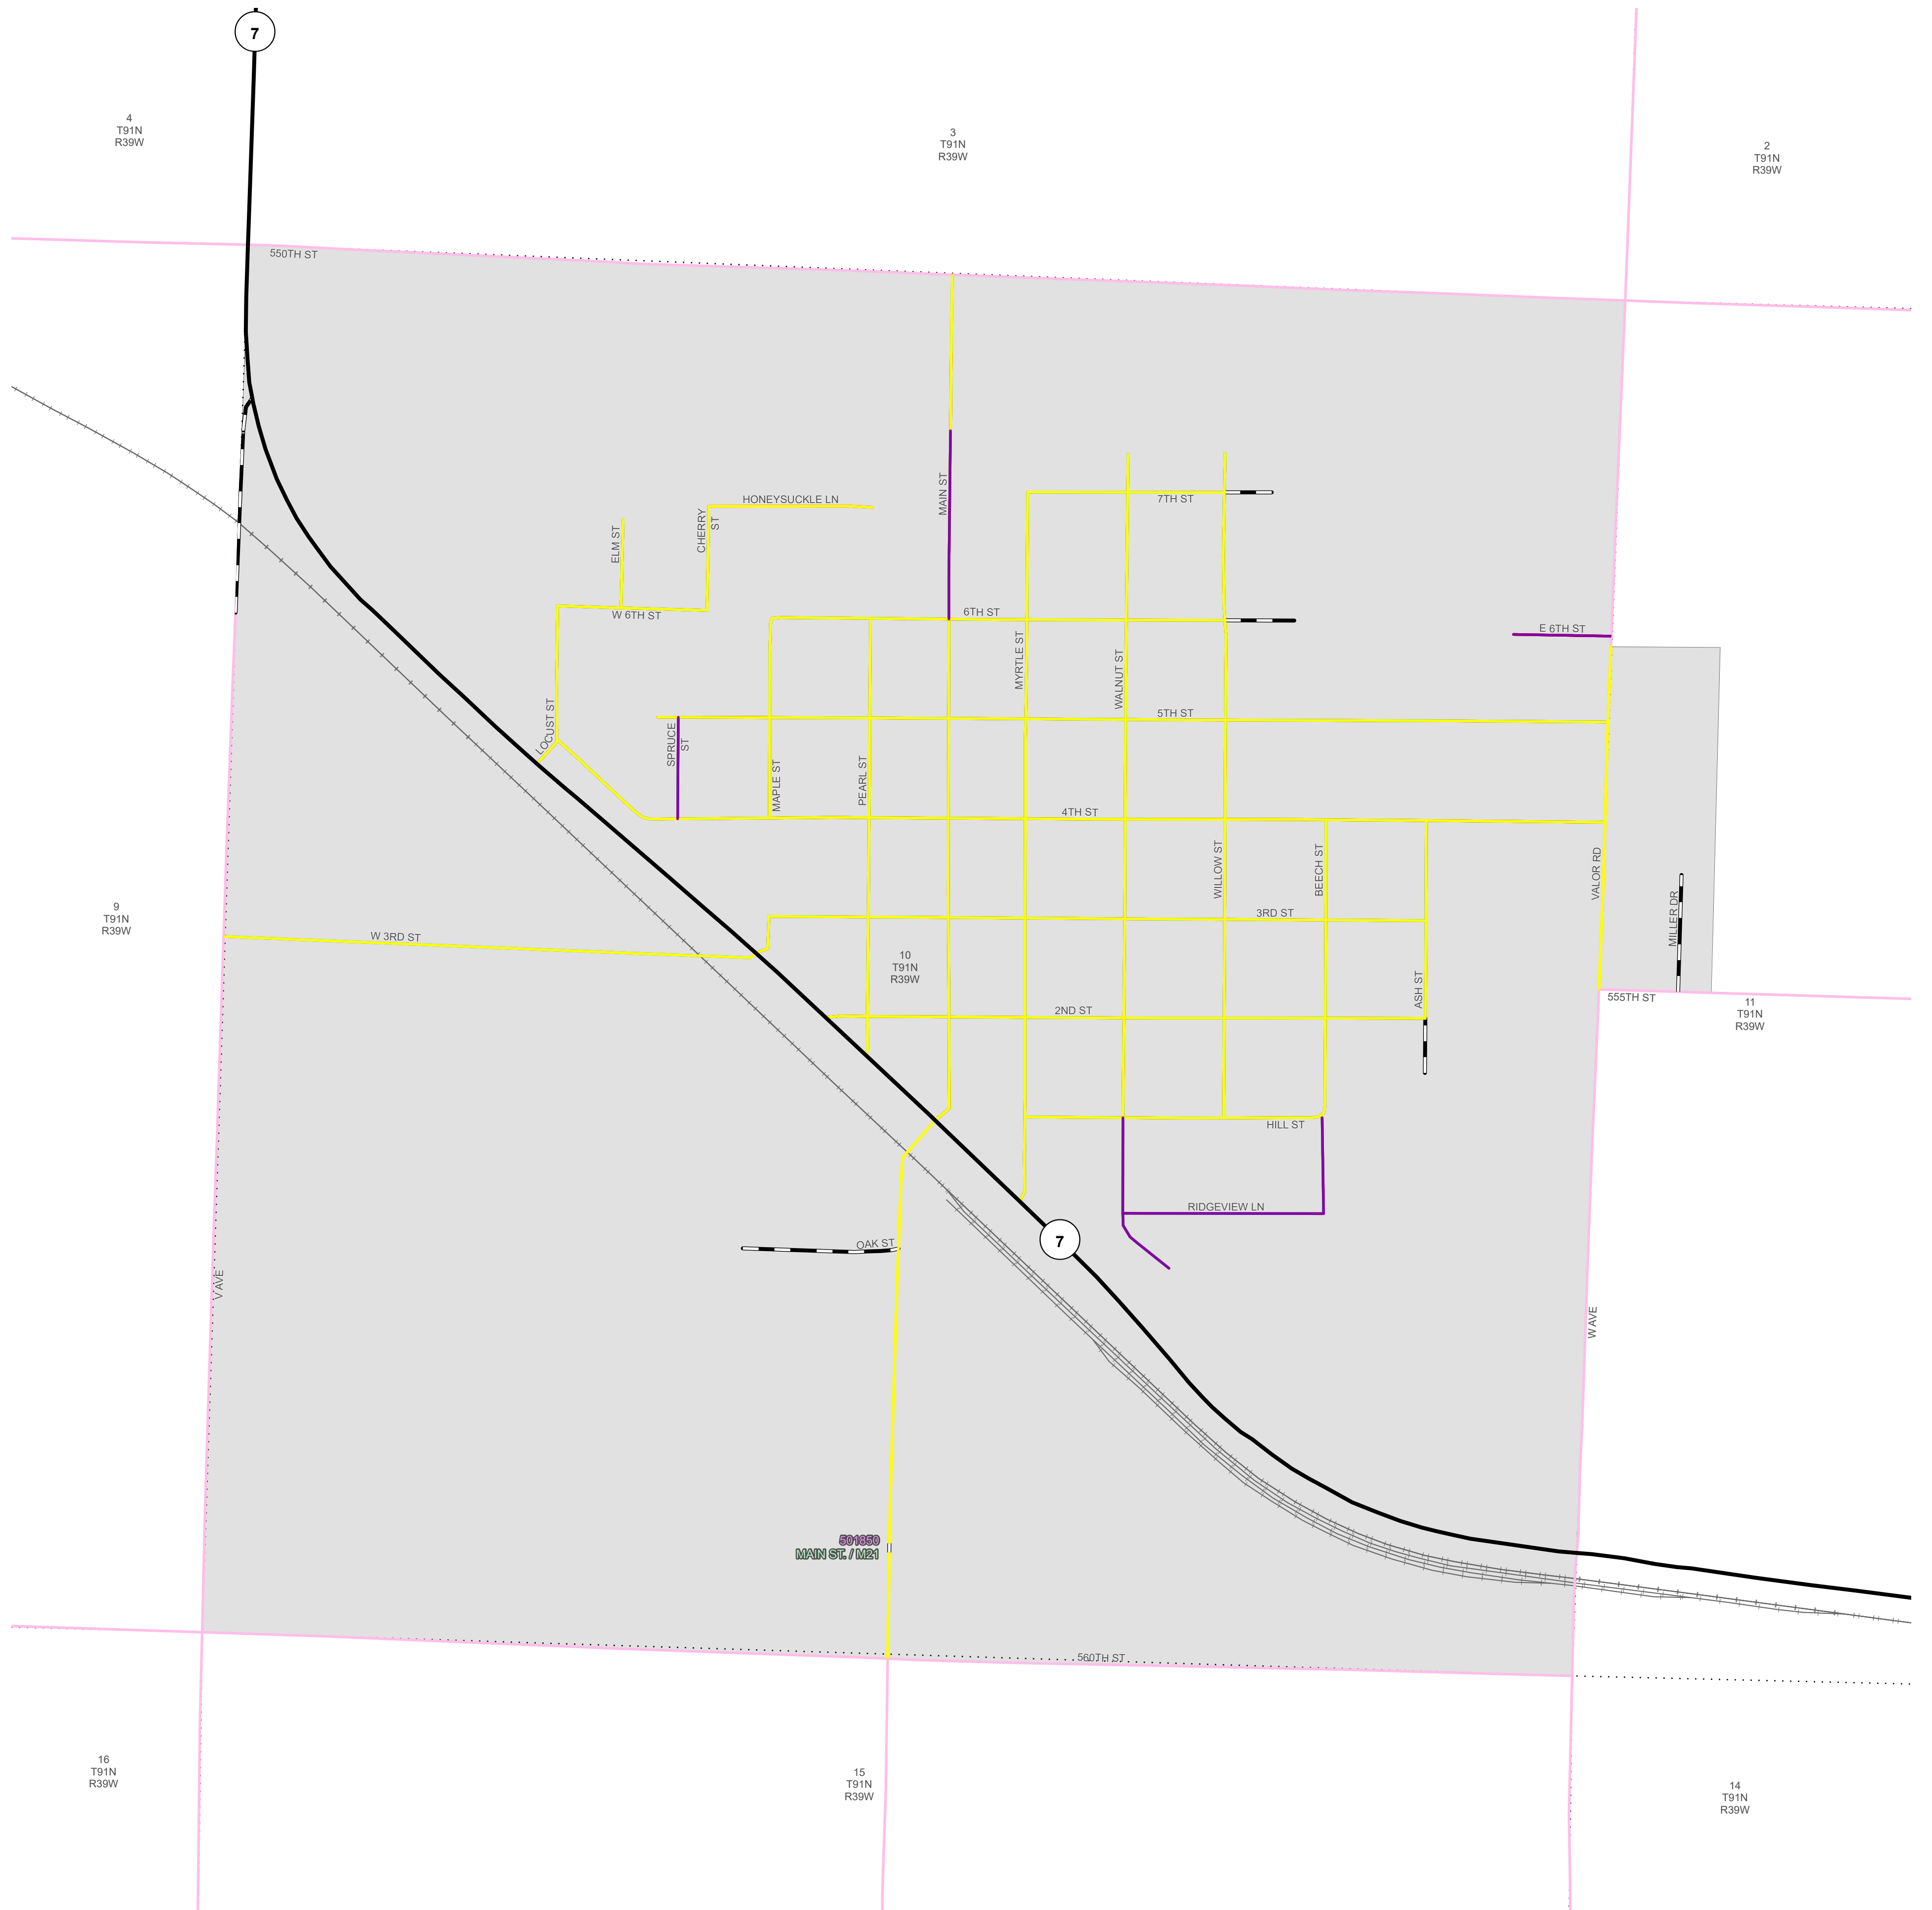 7
4
T91N
R39W
3
T91N
R39W
2
T91N
R39W
550TH ST
MAIN ST
HONEYSUCKLE LN
7TH ST
CHERRY
ST
ELM ST
W 6TH ST
6TH ST
E 6TH ST
MYRTLE ST
WALNUT ST
LOCUST ST
SPRUCE
ST
5TH ST
MAPLE ST
PEARL ST
4TH ST
WILLOW ST
BEECH ST
VALOR RD
MILLER DR
9
T91N
R39W
W 3RD ST
3RD ST
10
T91N
R39W
ASH ST
555TH ST
2ND ST
11
T91N
R39W
HILL ST
RIDGEVIEW LN
OAK ST
7
V AVE
W AVE
501850
MAIN ST. / M21
560TH ST
16
T91N
R39W
15
T91N
R39W
14
T91N
R39W